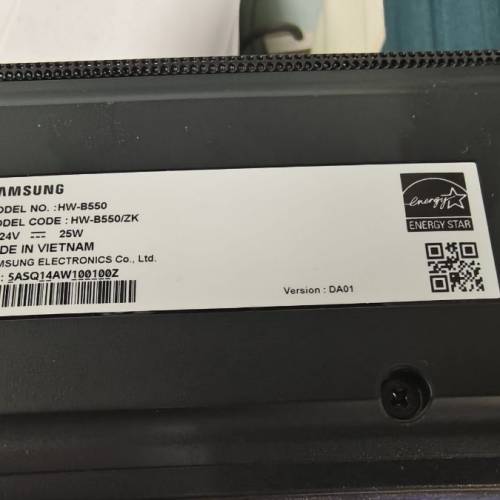 AMSUNG
ODEL NO. : HW-B550
ODEL CODE : HW-B550/ZK
24V ⎓ 25W
DE IN VIETNAM
MSUNG ELECTRONICS Co., Ltd.
: 5ASQ14AW100100Z
Version : DA01
energy
ENERGY STAR